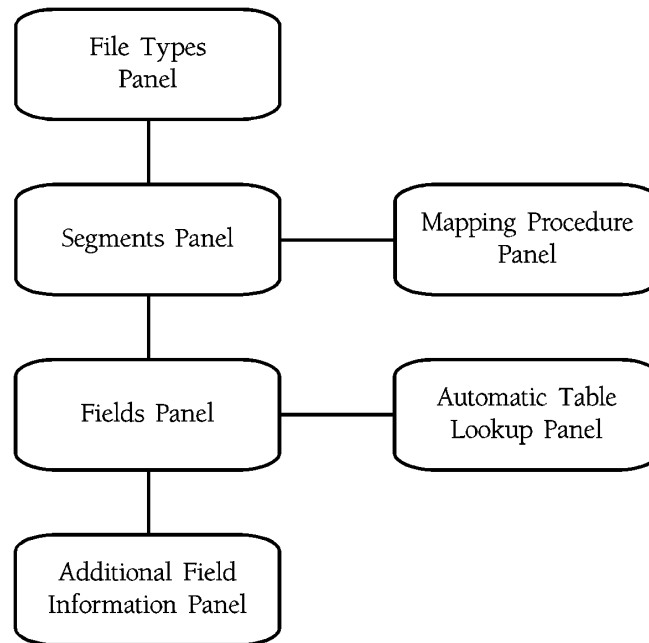 File Types
Panel
Segments Panel
Mapping Procedure
Panel
Fields Panel
Automatic Table
Lookup Panel
Additional Field
Information Panel